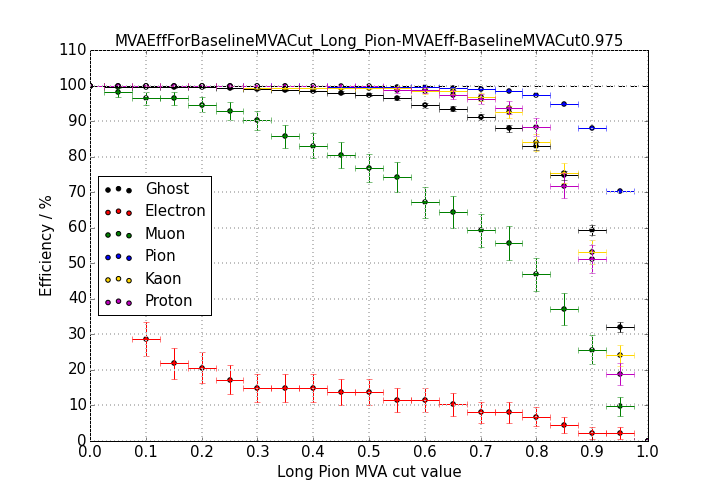 MVAEffForBaselineMVACut_Long_Pion-MVAEff-BaselineMVACut0.975
110
100
90
80
70
60
50
40
30
20
10
0
Efficiency / %
Ghost
Electron
Muon
Pion
Kaon
Proton
0.0 0.1 0.2 0.3 0.4 0.5 0.6 0.7 0.8 0.9 1.0
Long Pion MVA cut value